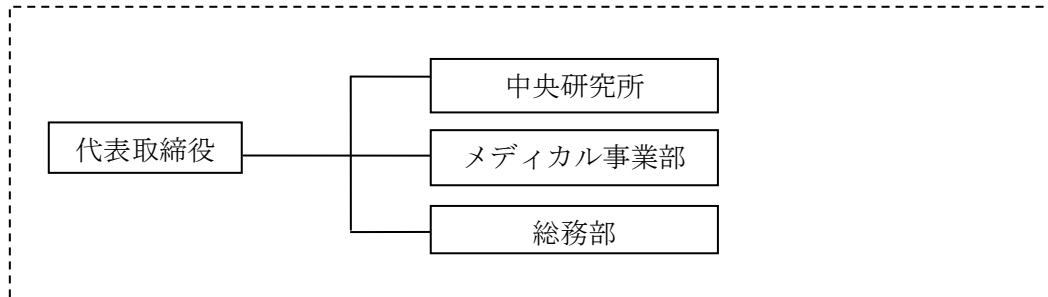 中央研究所
代表取締役
メディカル事業部
総務部